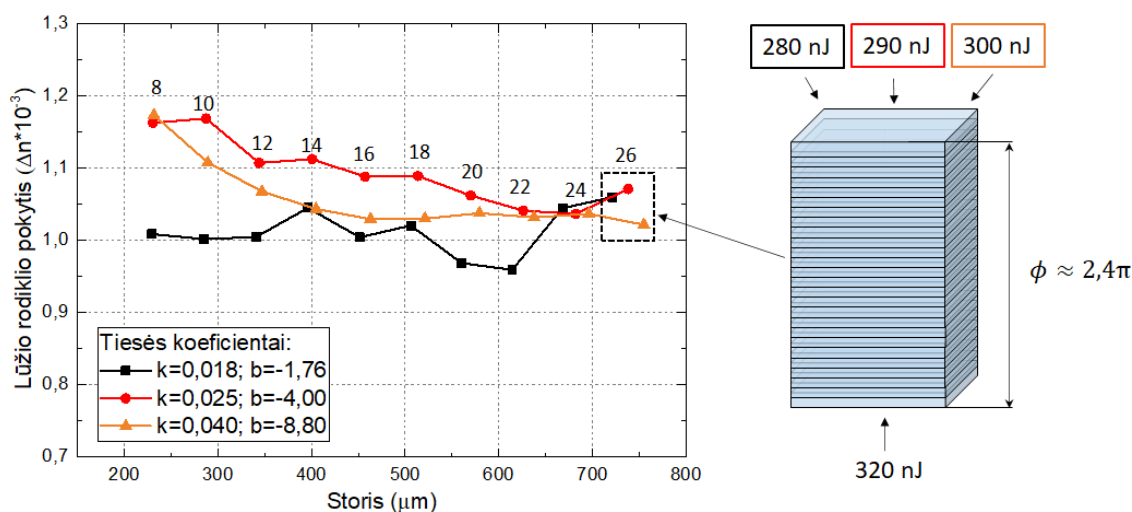 1,3
1,2
1,1
1,0
0,9
0,8
0,7
Lūžio rodiklio pokytis (Δn*10⁻³)
200 300 400 500 600 700 800
Storis (μm)
8
10
12
14
16
18
20
22
24
26
Tiesės koeficientai:
k=0,018; b=-1,76
k=0,025; b=-4,00
k=0,040; b=-8,80
280 nJ 290 nJ 300 nJ
ϕ ≈ 2,4π
320 nJ